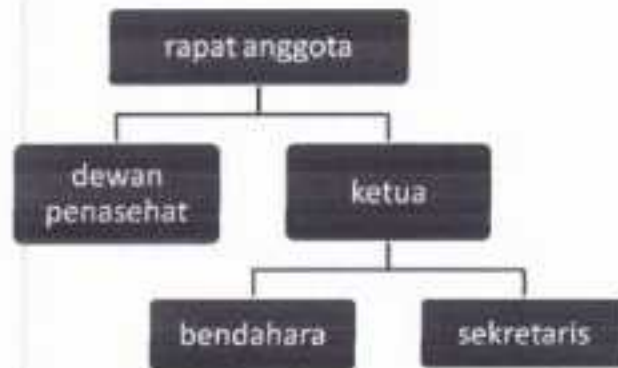 rapat anggota
dewan
penasehat
ketua
bendahara
sekretaris